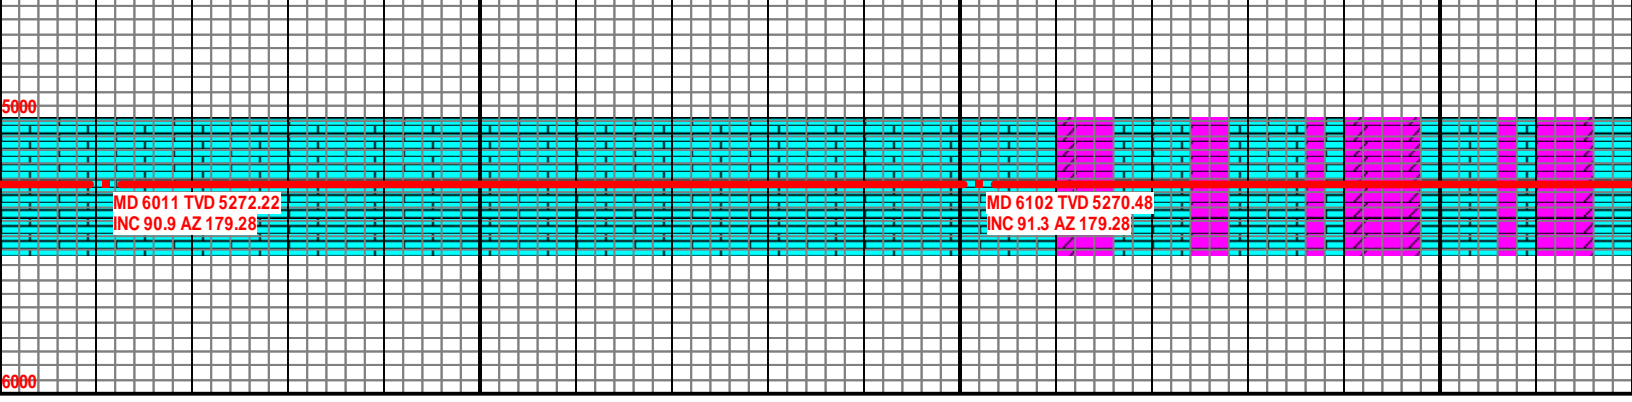 5000
MD 6011 TVD 5272.22
INC 90.9 AZ 179.28
MD 6102 TVD 5270.48
INC 91.3 AZ 179.28
6000